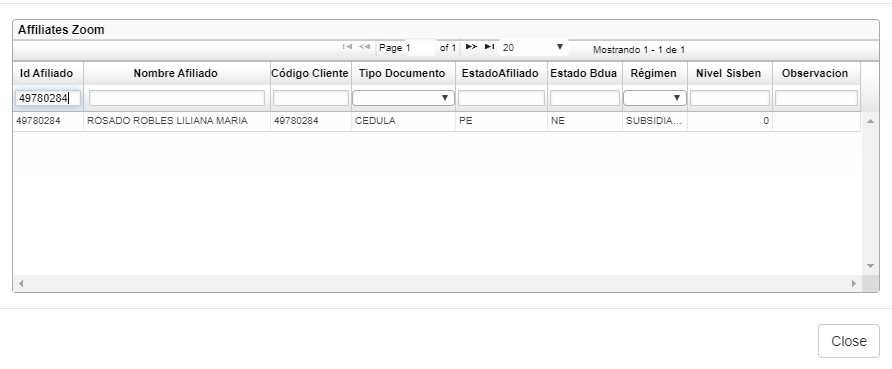 Affiliates Zoom
Page 1 of 1 20 Mostrando 1 - 1 de 1
Id Afiliado Nombre Afiliado Código Cliente Tipo Documento EstadoAfiliado Estado Bdua Régimen Nivel Sisben Observacion
49780284
49780284 ROSADO ROBLES LILIANA MARIA 49780284 CEDULA PE NE SUBSIDIA... 0
Close